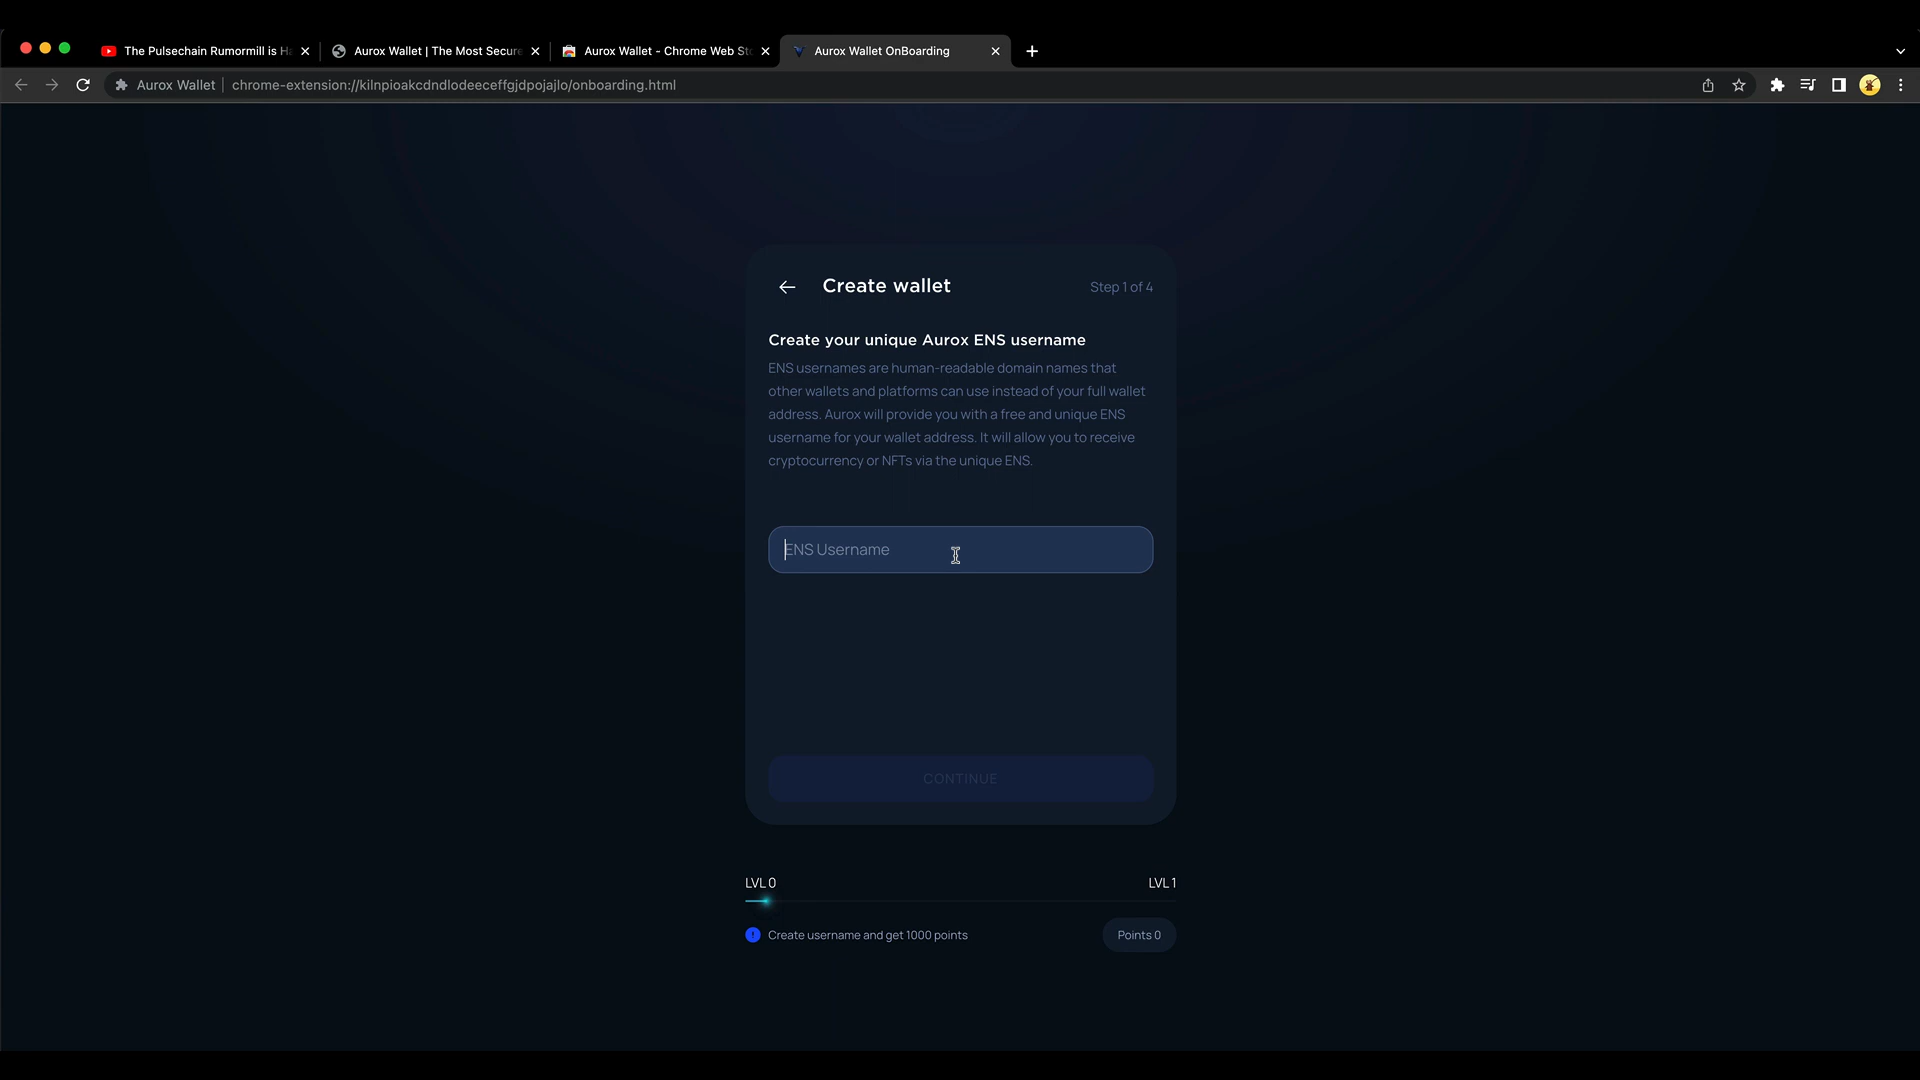 The Pulsechain Rumormill is H
Aurox Wallet | The Most Secure
Aurox Wallet - Chrome Web St
Aurox Wallet OnBoarding
Aurox Wallet
chrome-extension://kilnpioakcdndlodeeceffgjdpojajlo/onboarding.html
Create wallet
Step 1 of 4
Create your unique Aurox ENS username
ENS usernames are human-readable domain names that
other wallets and platforms can use instead of your full wallet
address. Aurox will provide you with a free and unique ENS
username for your wallet address. It will allow you to receive
cryptocurrency or NFTs via the unique ENS.
ENS Username
CONTINUE
LVL 0
LVL 1
Create username and get 1000 points
Points 0